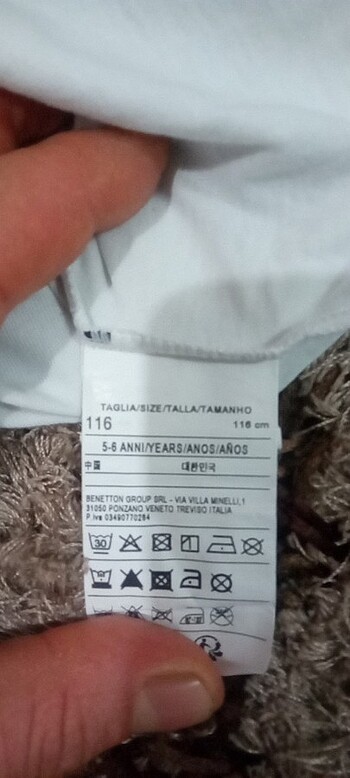 TAGLIA/SIZE/TALLA/TAMANHO
116 116 cm
5-6 ANNI/YEARS/ANOS/AÑOS
中国 대한민국
BENETTON GROUP SRL - VIA VILLA MINELLI,1
31050 PONZANO VENETO TREVISO ITALIA
P.Iva 03490770264
30